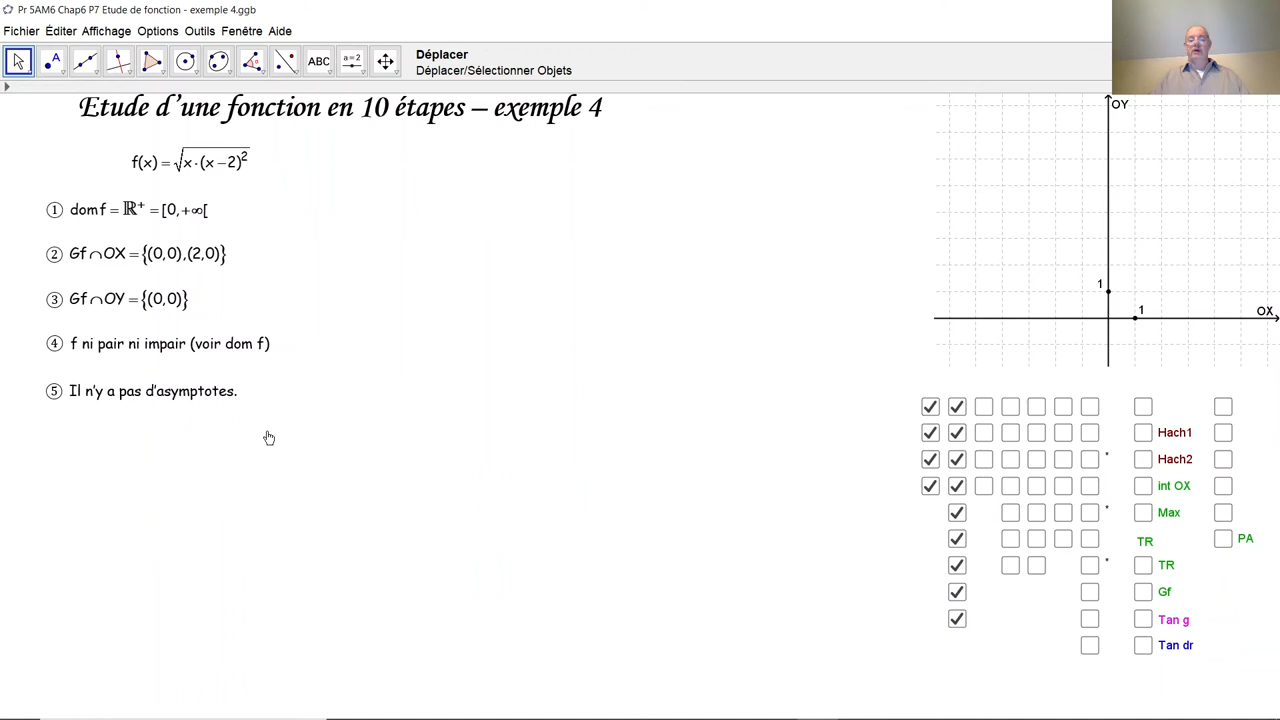 Pr 5AM6 Chap6 P7 Etude de fonction - exemple 4.ggb
Fichier Éditer Affichage Options Outils Fenêtre Aide
A
ABC
a=2
Déplacer
Déplacer/Sélectionner Objets
Etude d'une fonction en 10 étapes – exemple 4
f(x) = √x·(x−2)²
① dom f = ℝ⁺ = [0,+∞[
② Gf ∩ OX = {(0,0),(2,0)}
③ Gf ∩ OY = {(0,0)}
④ f ni pair ni impair (voir dom f)
⑤ Il n'y a pas d'asymptotes.
OY
1
1
OX
Hach1
Hach2
int OX
Max
TR
PA
TR
Gf
Tan g
Tan dr